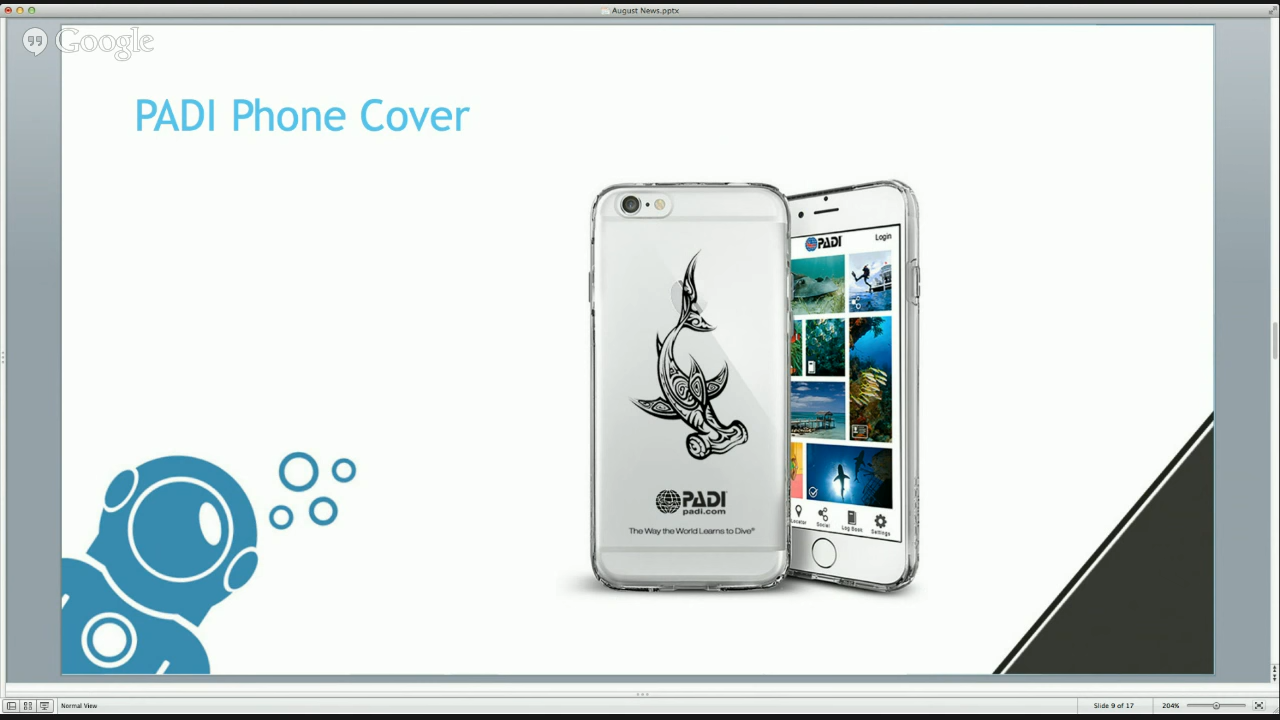 August News.pptx
Google
PADI Phone Cover
PADI
Login
PADI
padi.com
The Way the World Learns to Dive®
Locator
Social
Log Book
Settings
Normal View
Slide 9 of 17
204%